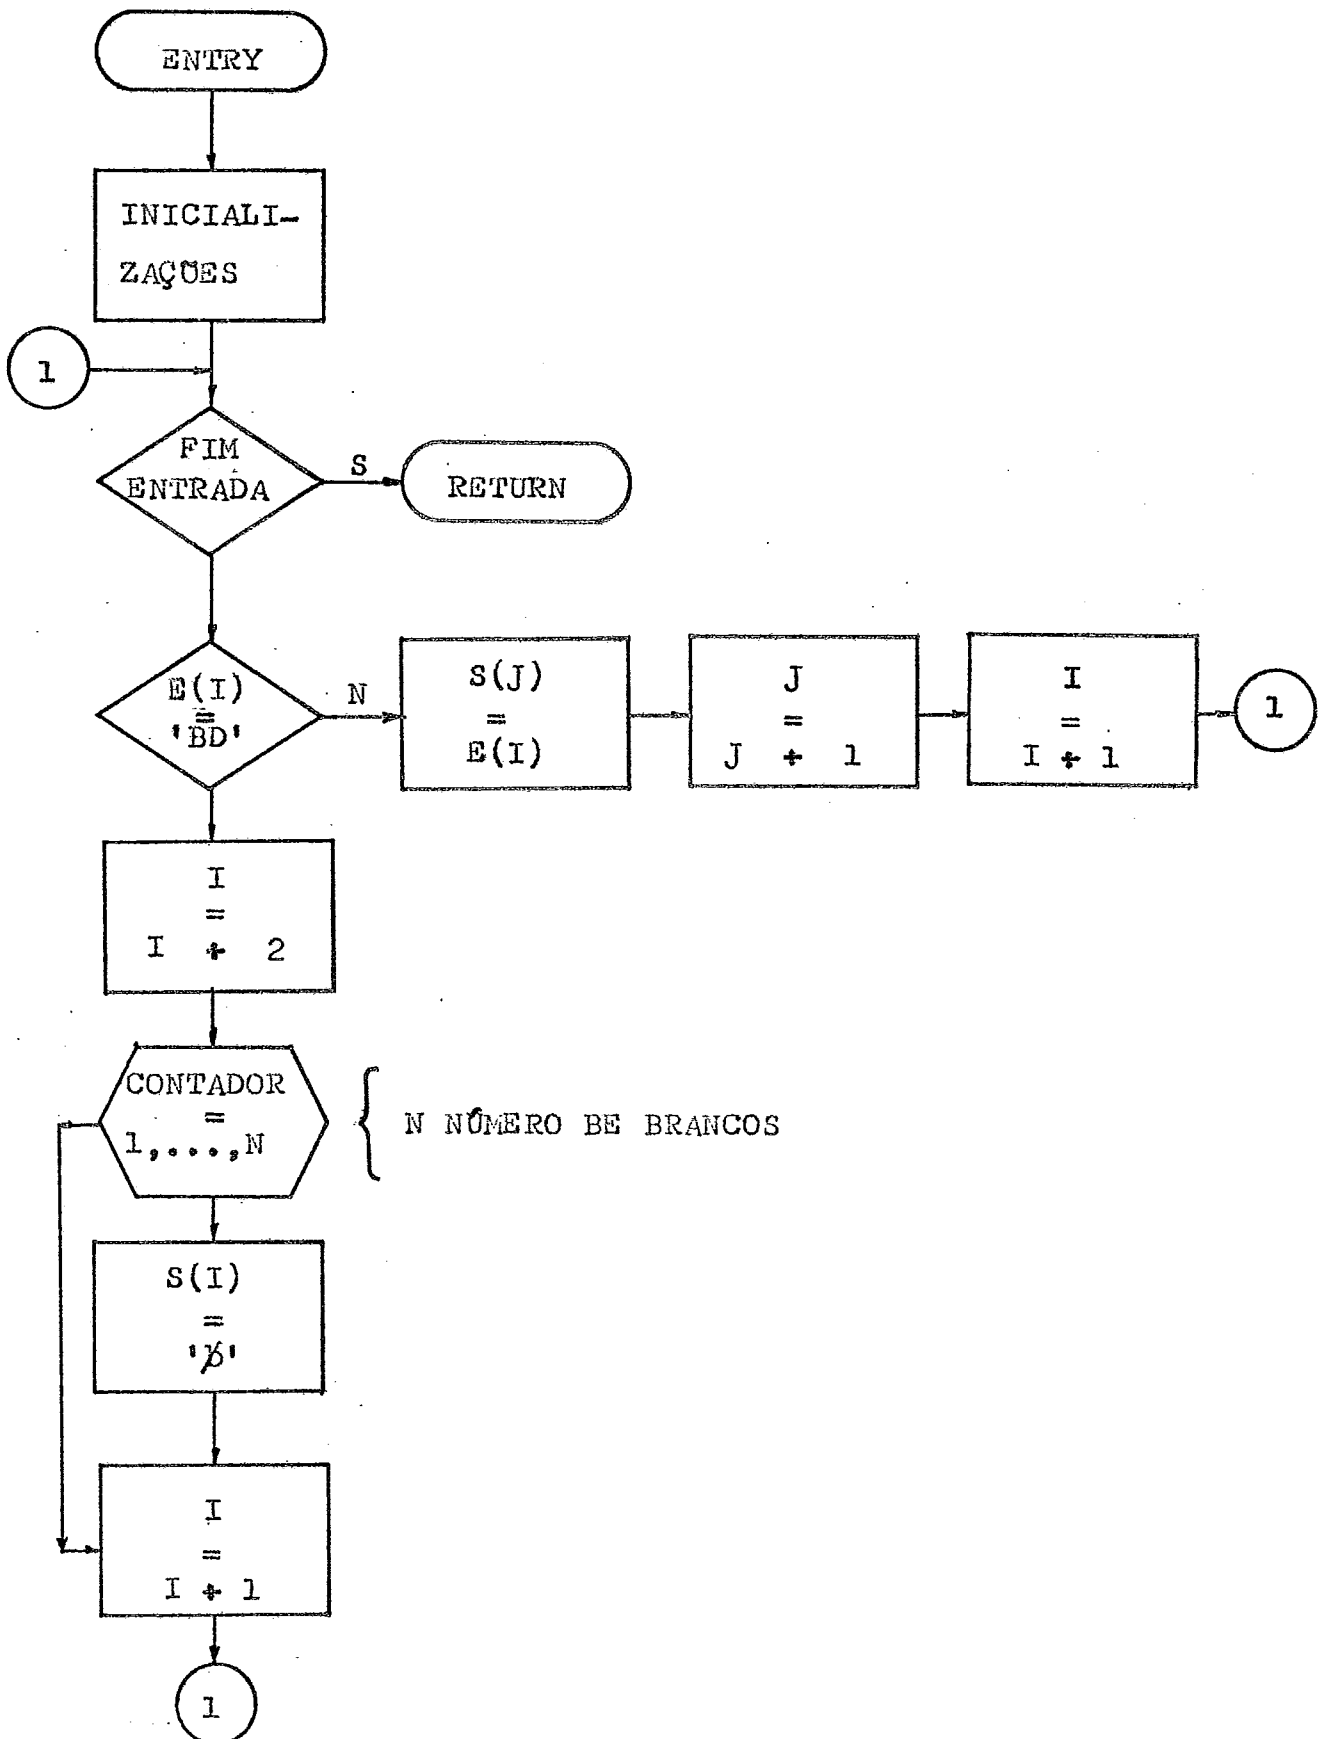 ENTRY
INICIALI-
ZAÇÕES
1
FIM
ENTRADA
S
RETURN
E(I)
=
'BD'
N
S(J)
=
E(I)
J
=
J + 1
I
=
I + 1
1
I
=
I + 2
CONTADOR
=
1,...,N
N NÚMERO BE BRANCOS
S(I)
=
'b̸'
I
=
I + 1
1